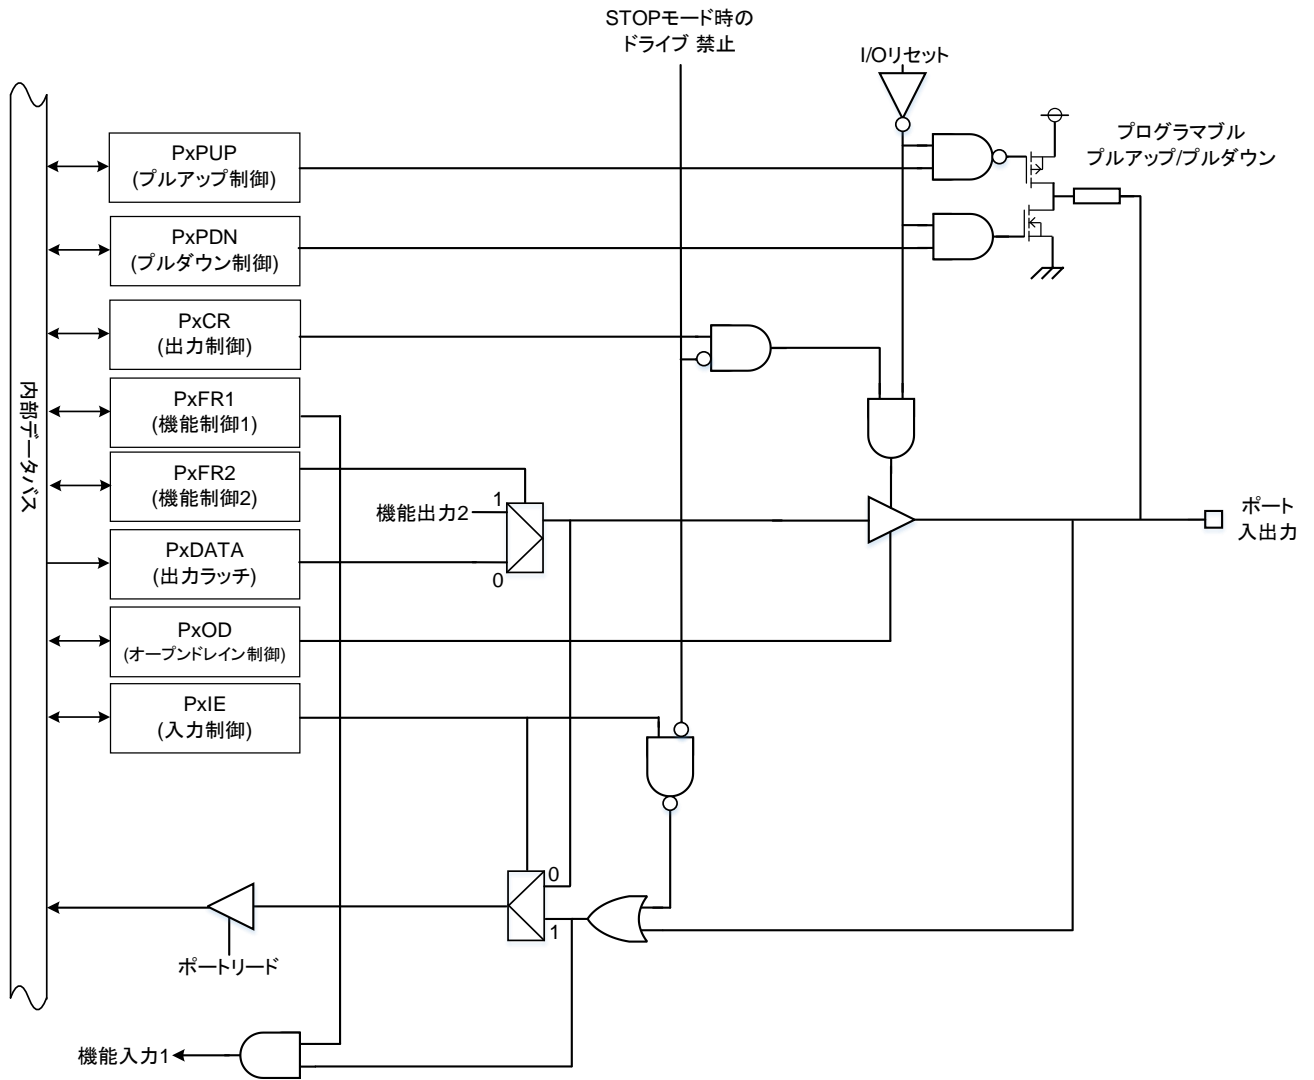 STOPモード時の
ドライブ 禁止
I/Oリセット
プログラマブル
プルアップ/プルダウン
PxPUP
(プルアップ制御)
PxPDN
(プルダウン制御)
PxCR
(出力制御)
内部データバス
PxFR1
(機能制御1)
PxFR2
(機能制御2)
1
機能出力2
0
ポート
入出力
PxDATA
(出力ラッチ)
PxOD
(オープンドレイン制御)
PxIE
(入力制御)
0
1
ポートリード
機能入力1